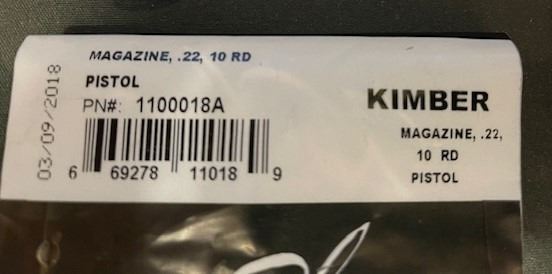 MAGAZINE, .22, 10 RD
PISTOL
PN#: 1100018A
03/09/2018
6 69278 11018 9
KIMBER
MAGAZINE, .22,
10 RD
PISTOL